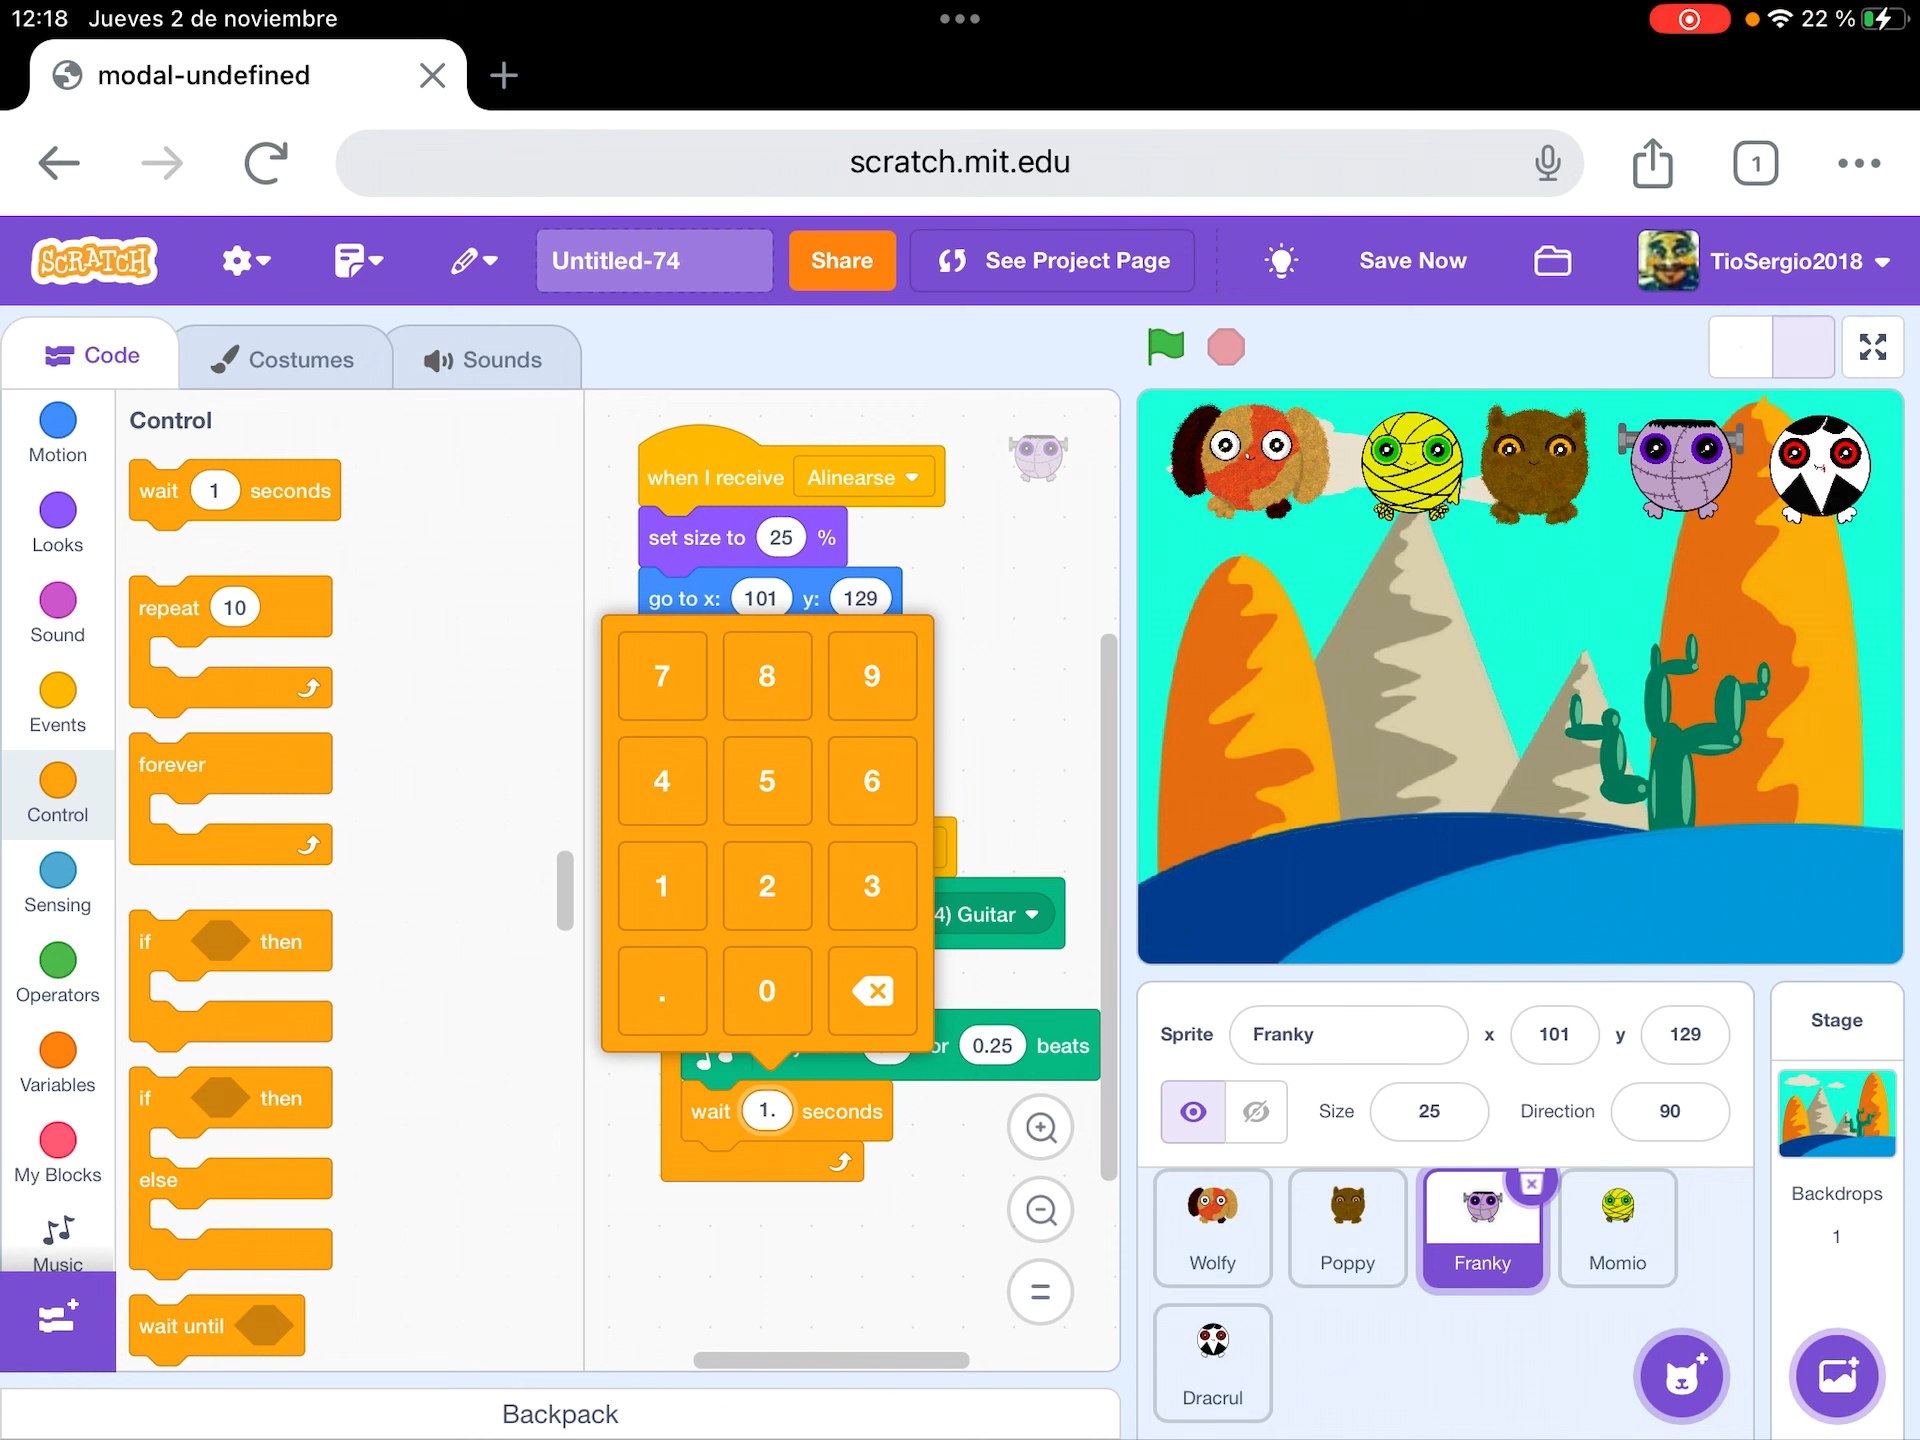 12:18 Jueves 2 de noviembre
22 %
modal-undefined
scratch.mit.edu
1
SCRATCH
Untitled-74
Share
See Project Page
Save Now
TioSergio2018
Code
Costumes
Sounds
Motion
Looks
Sound
Events
Control
Sensing
Operators
Variables
My Blocks
Music
Control
wait 1 seconds
repeat 10
forever
if then
if then
else
wait until
when I receive Alinearse
set size to 25 %
go to x: 101 y: 129
7 8 9
4 5 6
1 2 3
. 0
4) Guitar
or 0.25 beats
wait 1. seconds
Backpack
Sprite Franky x 101 y 129
Size 25 Direction 90
Wolfy
Poppy
Franky
Momio
Dracrul
Stage
Backdrops
1